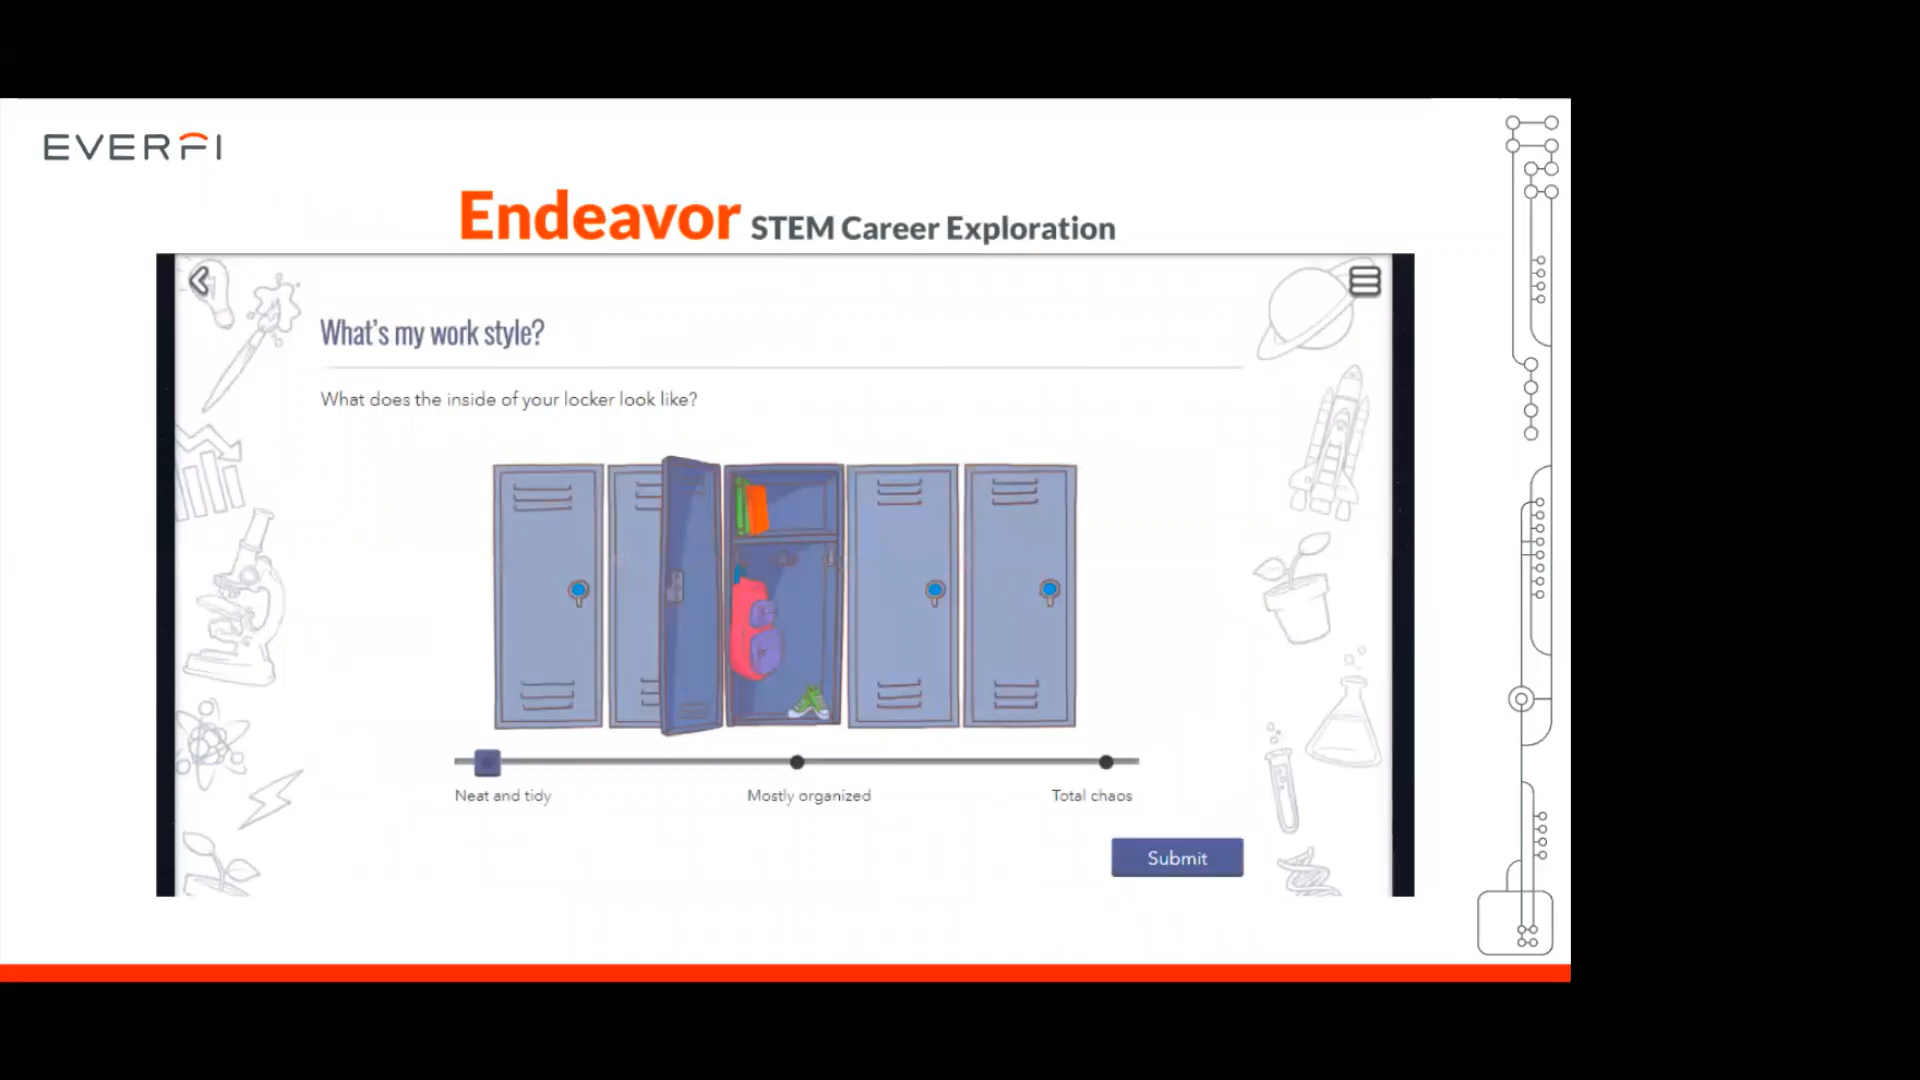 EVERFI
Endeavor STEM Career Exploration
What's my work style?
What does the inside of your locker look like?
Neat and tidy
Mostly organized
Total chaos
Submit